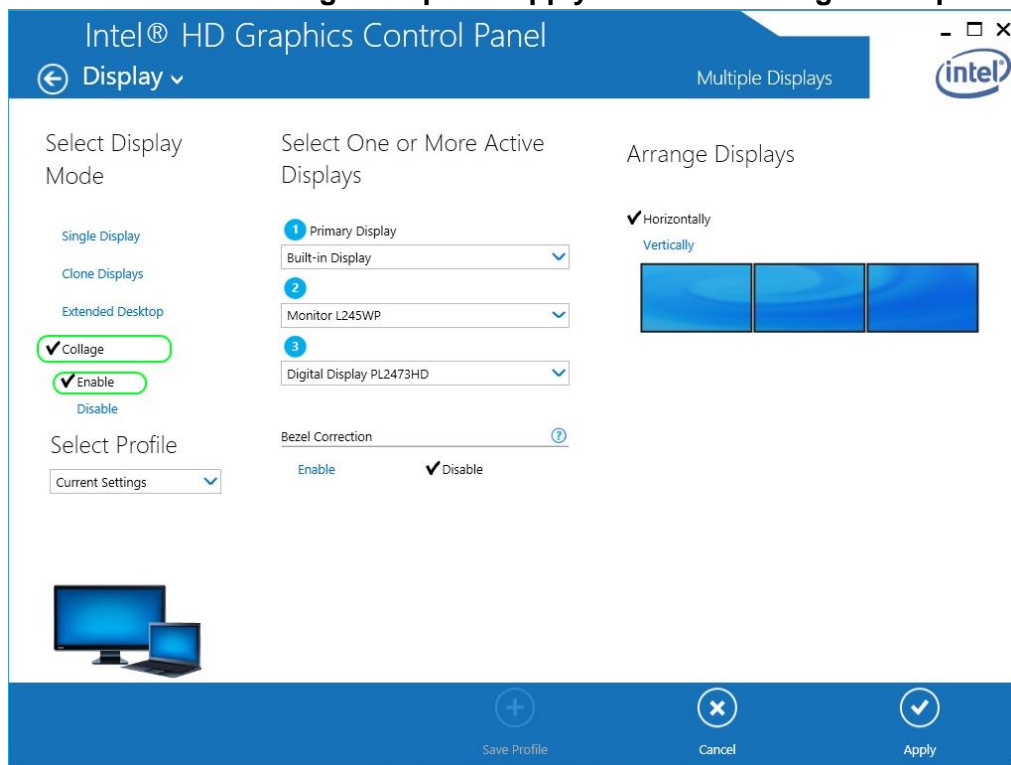 Intel® HD Graphics Control Panel
Display
Multiple Displays
intel
Select Display
Mode
Single Display
Clone Displays
Extended Desktop
Collage
Enable
Disable
Select Profile
Current Settings
Select One or More Active
Displays
1 Primary Display
Built-in Display
2
Monitor L245WP
3
Digital Display PL2473HD
Bezel Correction ?
Enable Disable
Arrange Displays
Horizontally
Vertically
Save Profile
Cancel
Apply